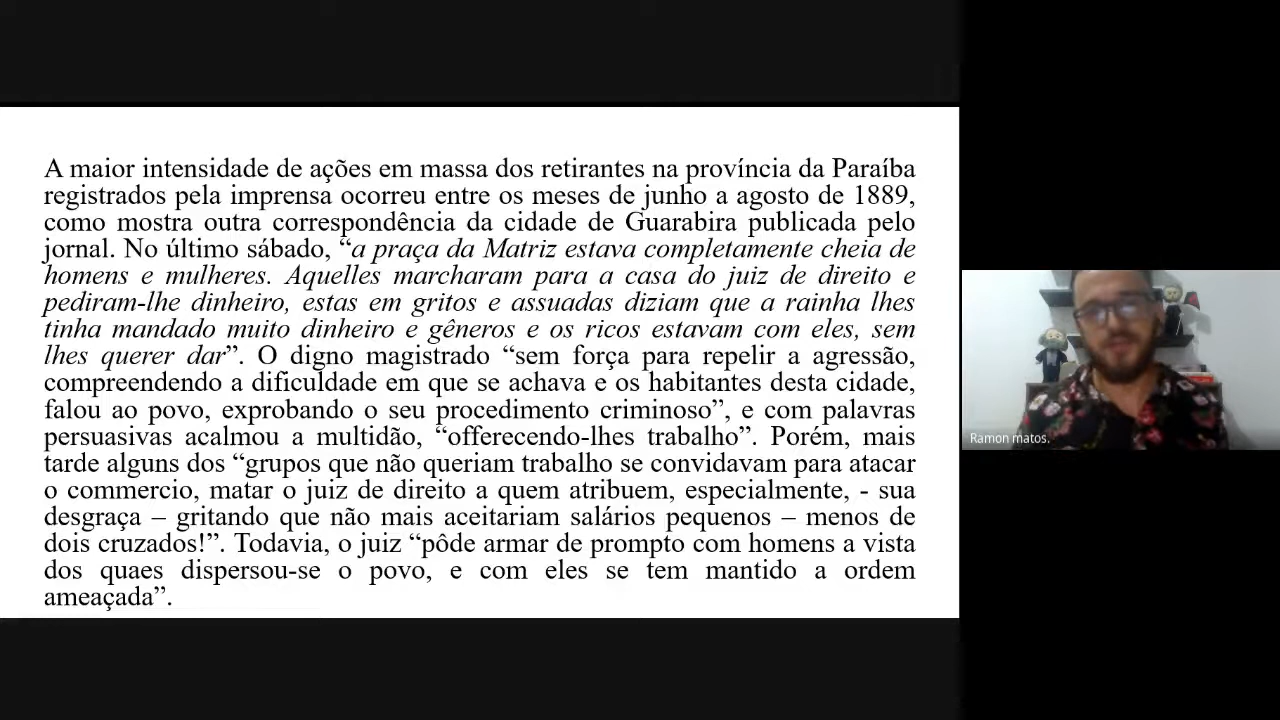 A maior intensidade de ações em massa dos retirantes na província da Paraíba
registrados pela imprensa ocorreu entre os meses de junho a agosto de 1889,
como mostra outra correspondência da cidade de Guarabira publicada pelo
jornal. No último sábado, “a praça da Matriz estava completamente cheia de
homens e mulheres. Aquelles marcharam para a casa do juiz de direito e
pediram-lhe dinheiro, estas em gritos e assuadas diziam que a rainha lhes
tinha mandado muito dinheiro e gêneros e os ricos estavam com eles, sem
lhes querer dar”. O digno magistrado “sem força para repelir a agressão,
compreendendo a dificuldade em que se achava e os habitantes desta cidade,
falou ao povo, exprobando o seu procedimento criminoso”, e com palavras
persuasivas acalmou a multidão, “offerecendo-lhes trabalho”. Porém, mais
tarde alguns dos “grupos que não queriam trabalho se convidavam para atacar
o commercio, matar o juiz de direito a quem atribuem, especialmente, - sua
desgraça – gritando que não mais aceitariam salários pequenos – menos de
dois cruzados!”. Todavia, o juiz “pôde armar de prompto com homens a vista
dos quaes dispersou-se o povo, e com eles se tem mantido a ordem
ameaçada”.
Ramon matos.